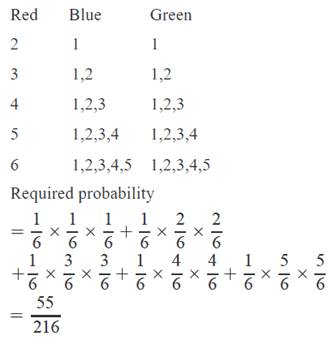 Red Blue Green
2 1 1
3 1,2 1,2
4 1,2,3 1,2,3
5 1,2,3,4 1,2,3,4
6 1,2,3,4,5 1,2,3,4,5
Required probability
= 1/6 × 1/6 × 1/6 + 1/6 × 2/6 × 2/6
+ 1/6 × 3/6 × 3/6 + 1/6 × 4/6 × 4/6 + 1/6 × 5/6 × 5/6
= 55/216